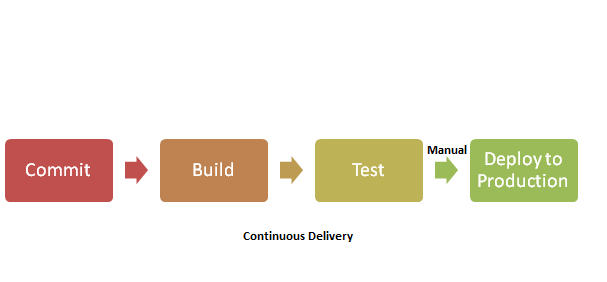 Commit
Build
Test
Manual
Deploy to
Production
Continuous Delivery